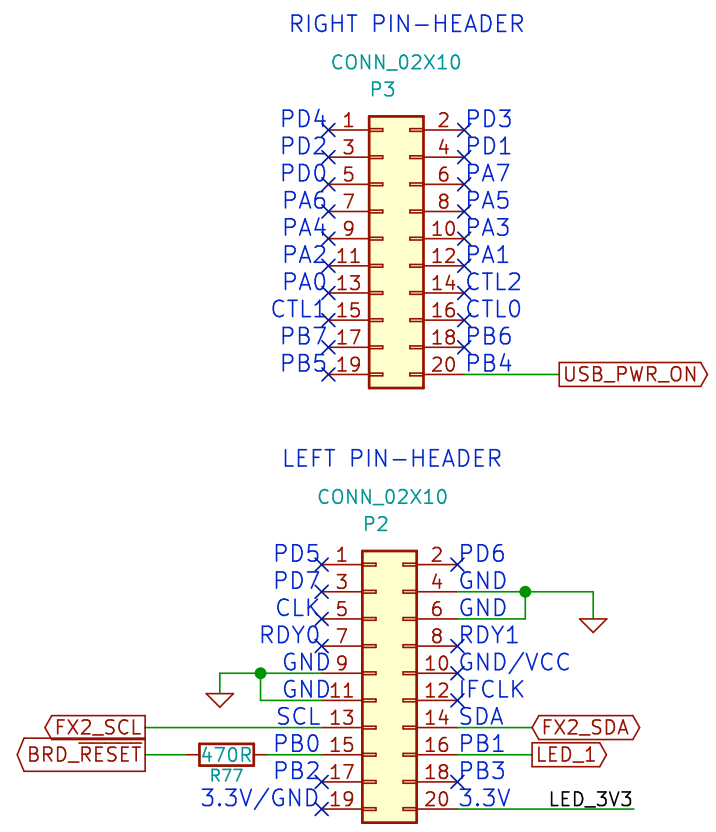 RIGHT PIN-HEADER
CONN_02X10
P3
PD4 1 2 PD3
PD2 3 4 PD1
PD0 5 6 PA7
PA6 7 8 PA5
PA4 9 10 PA3
PA2 11 12 PA1
PA0 13 14 CTL2
CTL1 15 16 CTL0
PB7 17 18 PB6
PB5 19 20 PB4 USB_PWR_ON
LEFT PIN-HEADER
CONN_02X10
P2
PD5 1 2 PD6
PD7 3 4 GND
CLK 5 6 GND
RDY0 7 8 RDY1
GND 9 10 GND/VCC
GND 11 12 IFCLK
FX2_SCL SCL 13 14 SDA FX2_SDA
BRD_RESET 470R PB0 15 16 PB1 LED_1
R77 PB2 17 18 PB3
3.3V/GND 19 20 3.3V LED_3V3